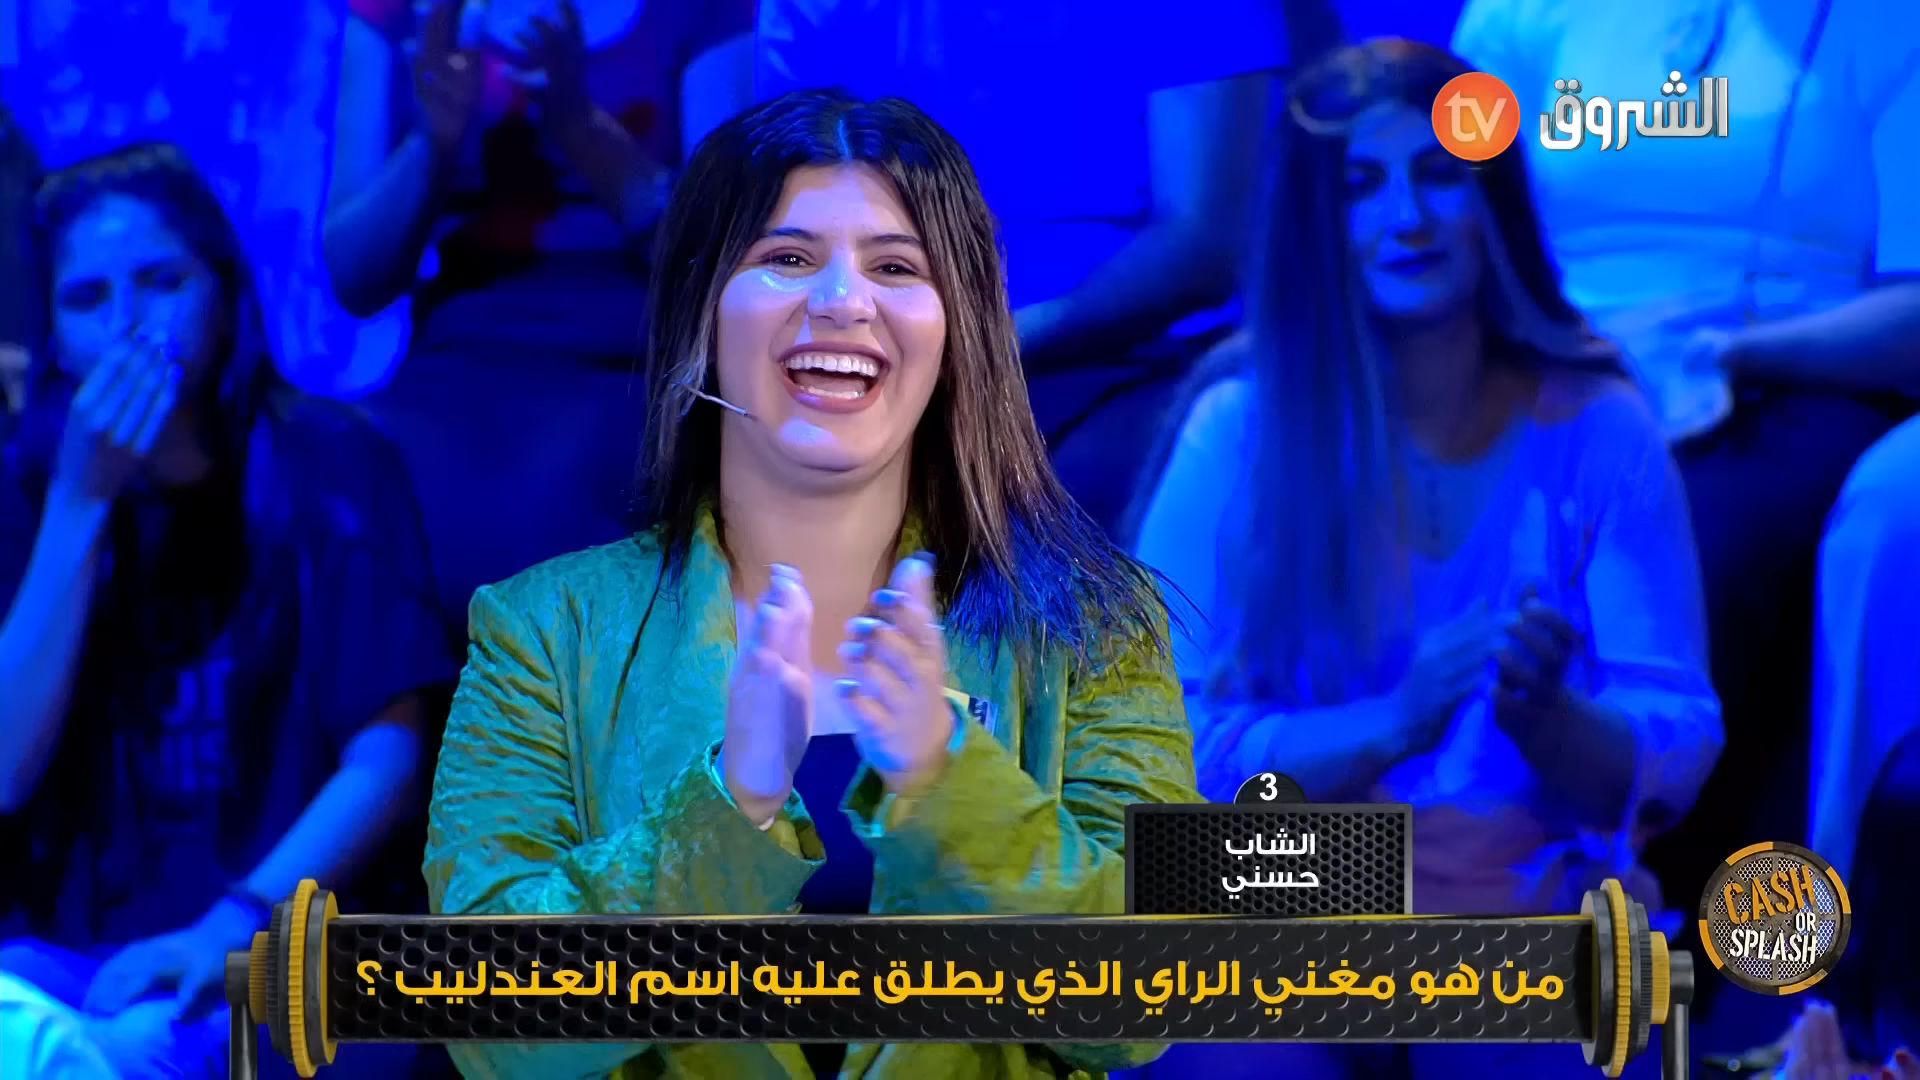 tv الشروق
3
الشاب
حسني
من هو مغني الراي الذي يطلق عليه اسم العندليب ؟
CASH
OR
SPLASH